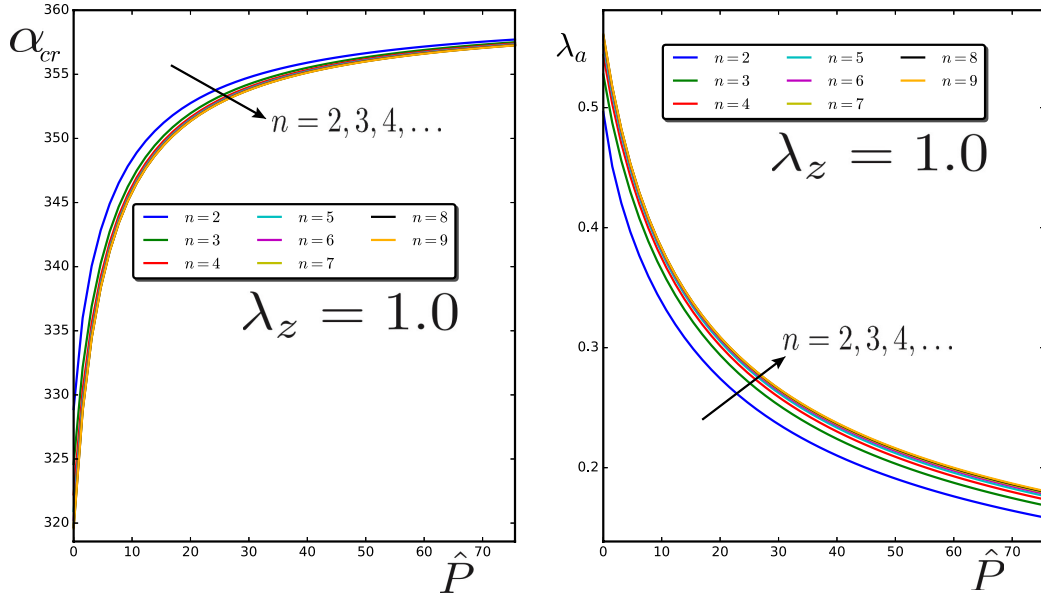 α_cr
360
355
350
345
340
335
330
325
320
0 10 20 30 40 50 60 70
P̂
n = 2, 3, 4, …
n = 2 n = 5 n = 8
n = 3 n = 6 n = 9
n = 4 n = 7
λ_z = 1.0
λ_a
0.5
0.4
0.3
0.2
0 10 20 30 40 50 60 70
P̂
n = 2 n = 5 n = 8
n = 3 n = 6 n = 9
n = 4 n = 7
λ_z = 1.0
n = 2, 3, 4, …